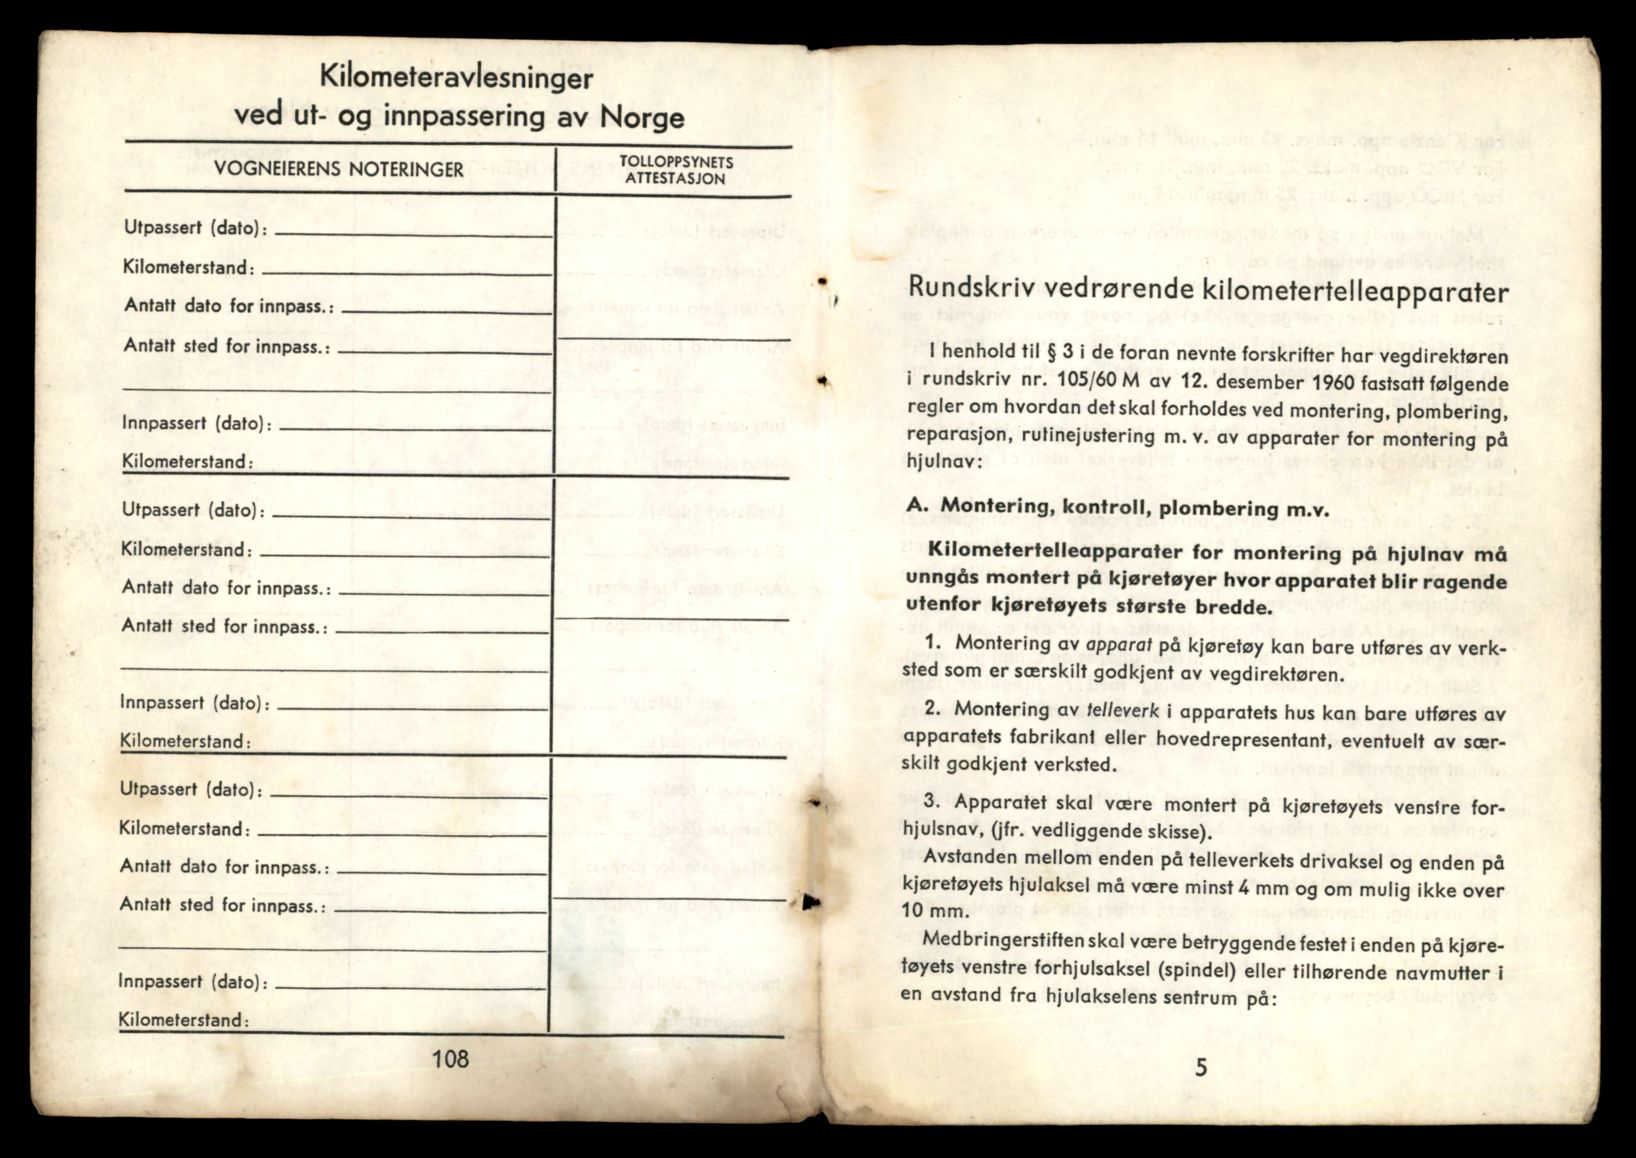 Kilometeravlesninger
ved ut- og innpassering av Norge
VOGNEIERENS NOTERINGER
TOLLOPPSYNETS
ATTESTASJON
Utpassert (dato):
Kilometerstand:
Antatt dato for innpass.:
Antatt sted for innpass.:
Innpassert (dato):
Kilometerstand:
Utpassert (dato):
Kilometerstand:
Antatt dato for innpass.:
Antatt sted for innpass.:
Innpassert (dato):
Kilometerstand:
Utpassert (dato):
Kilometerstand:
Antatt dato for innpass.:
Antatt sted for innpass.:
Innpassert (dato):
Kilometerstand:
108
Rundskriv vedrørende kilometertelleapparater
I henhold til § 3 i de foran nevnte forskrifter har vegdirektøren
i rundskriv nr. 105/60 M av 12. desember 1960 fastsatt følgende
regler om hvordan det skal forholdes ved montering, plombering,
reparasjon, rutinejustering m. v. av apparater for montering på
hjulnav:
A. Montering, kontroll, plombering m.v.
Kilometertelleapparater for montering på hjulnav må
unngås montert på kjøretøyer hvor apparatet blir ragende
utenfor kjøretøyets største bredde.
1. Montering av apparat på kjøretøy kan bare utføres av verk-
sted som er særskilt godkjent av vegdirektøren.
2. Montering av telleverk i apparatets hus kan bare utføres av
apparatets fabrikant eller hovedrepresentant, eventuelt av sær-
skilt godkjent verksted.
3. Apparatet skal være montert på kjøretøyets venstre for-
hjulsnav, (jfr. vedliggende skisse).
Avstanden mellom enden på telleverkets drivaksel og enden på
kjøretøyets hjulaksel må være minst 4 mm og om mulig ikke over
10 mm.
Medbringerstiften skal være betryggende festet i enden på kjøre-
tøyets venstre forhjulsaksel (spindel) eller tilhørende navmutter i
en avstand fra hjulakselens sentrum på:
5